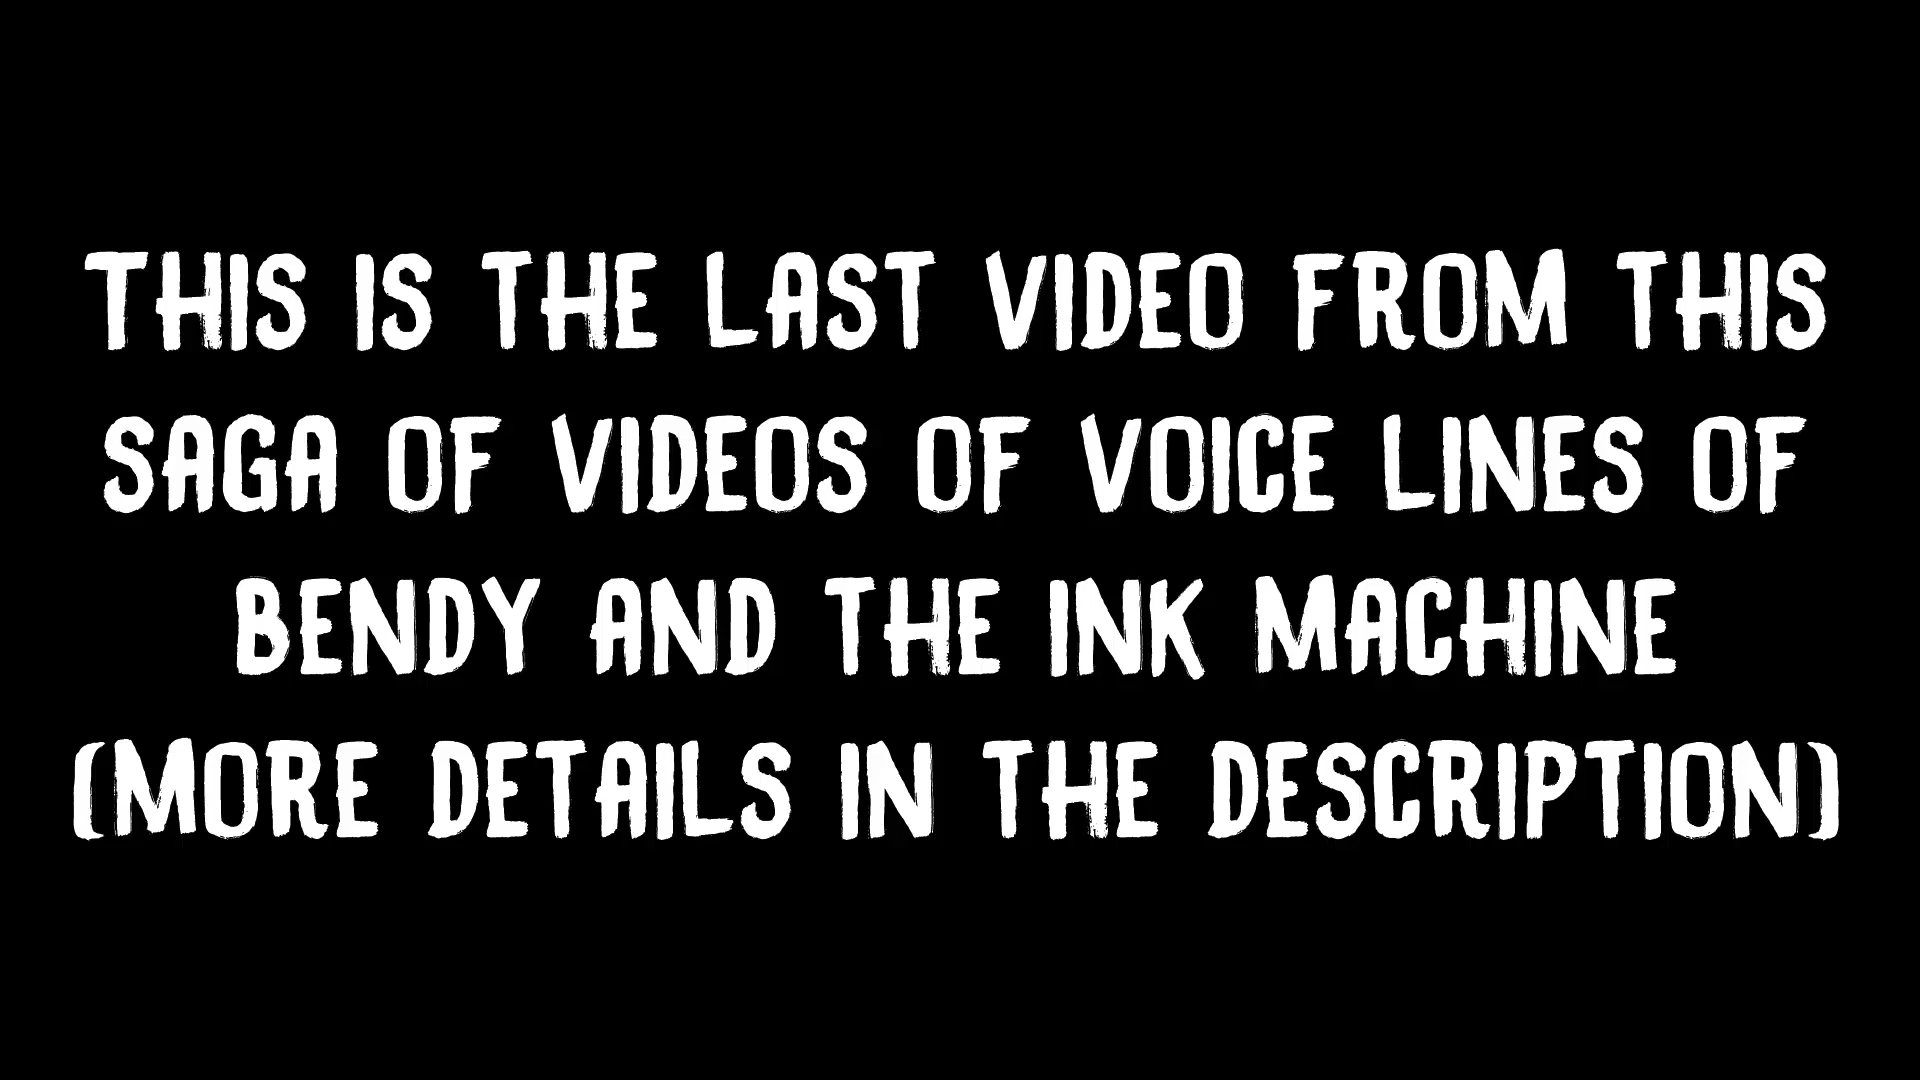 THIS IS THE LAST VIDEO FROM THIS
SAGA OF VIDEOS OF VOICE LINES OF
BENDY AND THE INK MACHINE
(MORE DETAILS IN THE DESCRIPTION)